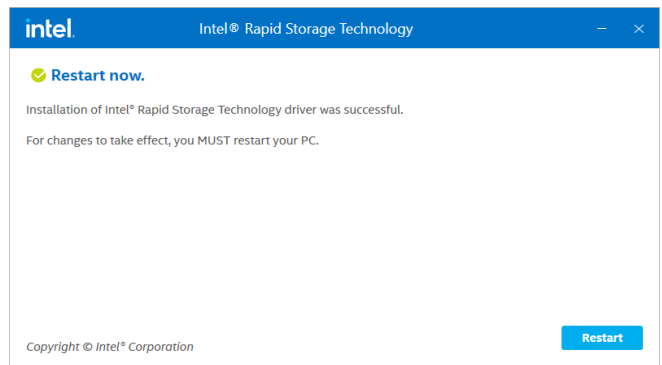 intel.
Intel® Rapid Storage Technology
Restart now.
Installation of Intel® Rapid Storage Technology driver was successful.
For changes to take effect, you MUST restart your PC.
Restart
Copyright © Intel® Corporation